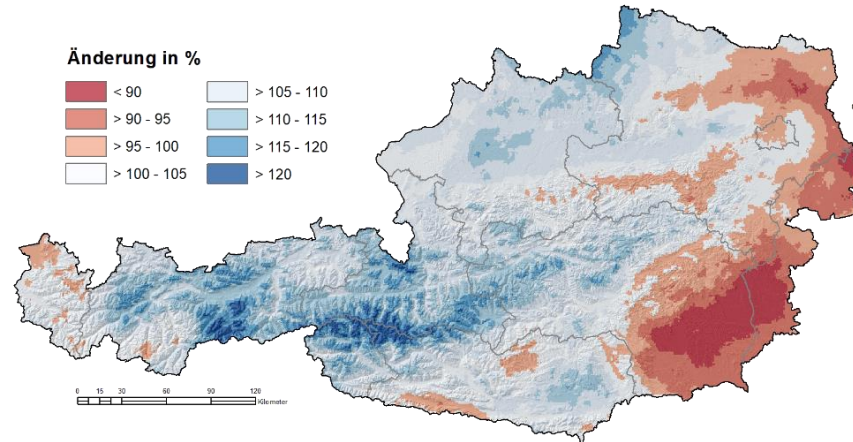 Änderung in %
< 90
> 90 - 95
> 95 - 100
> 100 - 105
> 105 - 110
> 110 - 115
> 115 - 120
> 120
0 15 30 60 90 120
Kilometer